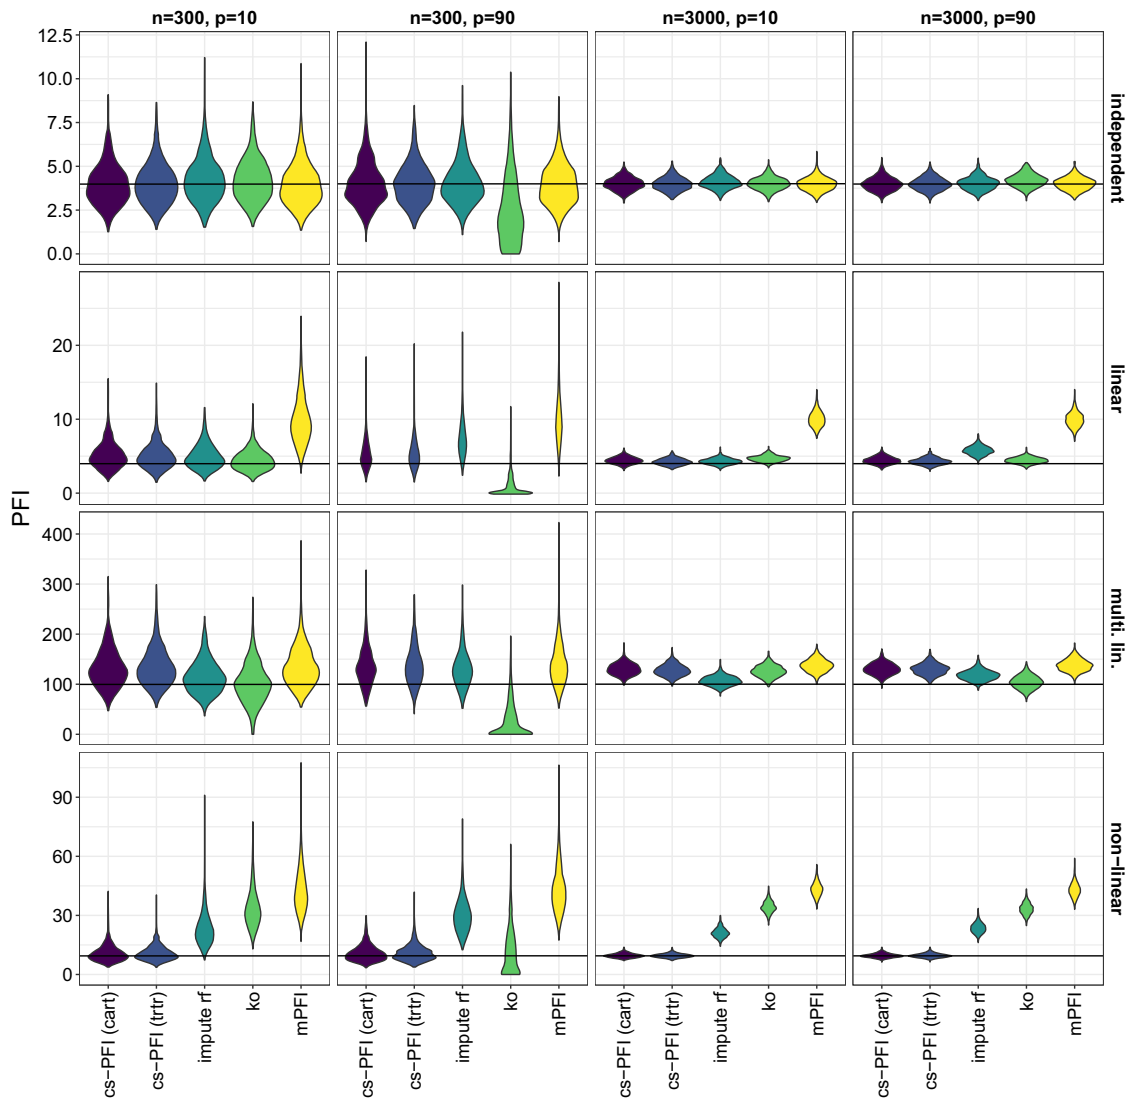 n=300, p=10
n=300, p=90
n=3000, p=10
n=3000, p=90
12.5
10.0
7.5
5.0
2.5
0.0
independent
20
10
0
linear
PFI
400
300
200
100
0
multi. lin.
90
60
30
0
non−linear
cs−PFI (cart)
cs−PFI (trtr)
impute rf
ko
mPFI
cs−PFI (cart)
cs−PFI (trtr)
impute rf
ko
mPFI
cs−PFI (cart)
cs−PFI (trtr)
impute rf
ko
mPFI
cs−PFI (cart)
cs−PFI (trtr)
impute rf
ko
mPFI